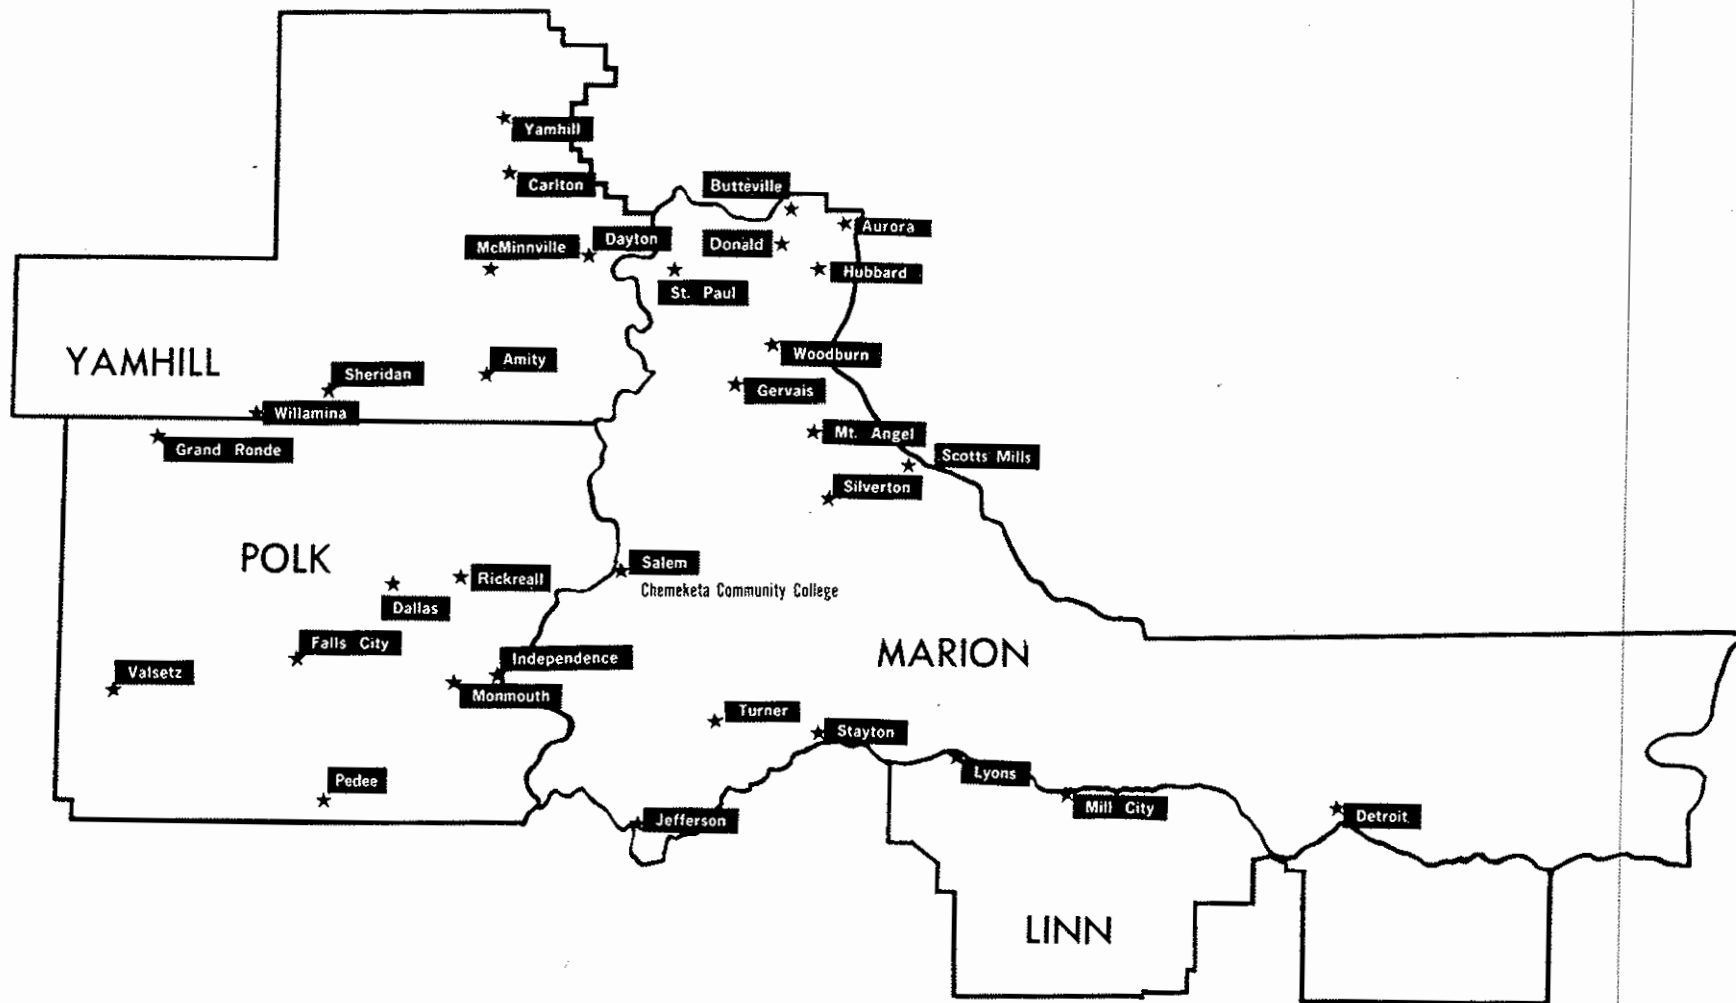 Yamhill
Carlton
Butteville
Aurora
McMinnville
Dayton
Donald
Hubbard
St. Paul
YAMHILL
Sheridan
Amity
Woodburn
Gervais
Willamina
Grand Ronde
Mt. Angel
Scotts Mills
Silverton
POLK
Salem
Chemeketa Community College
Rickreall
Dallas
Falls City
Independence
MARION
Valsetz
Monmouth
Turner
Stayton
Pedee
Lyons
Mill City
Jefferson
Detroit
LINN